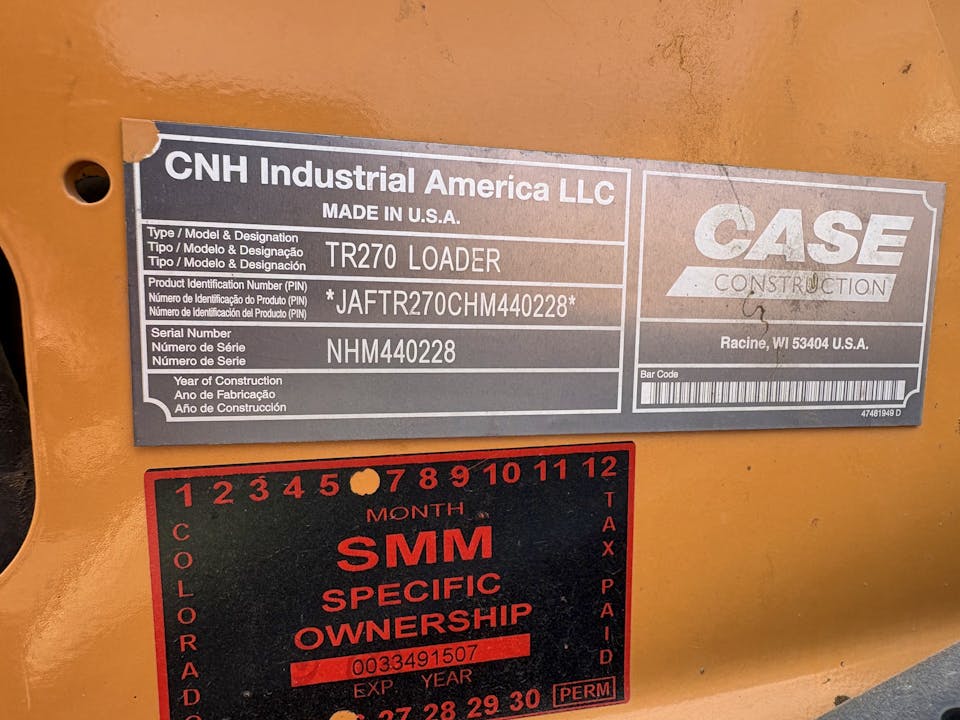 CNH Industrial America LLC
MADE IN U.S.A.
Type / Model & Designation
Tipo / Modelo & Designação
Tipo / Modelo & Designación
TR270 LOADER
Product Identification Number (PIN)
Número de Identificação do Produto (PIN)
Número de Identificación del Producto (PIN)
*JAFTR270CHM440228*
Serial Number
Número de Série
Número de Serie
NHM440228
Year of Construction
Ano de Fabricação
Año de Construcción
CASE
CONSTRUCTION
Racine, WI 53404 U.S.A.
Bar Code
47481949 D
1 2 3 4 5 7 8 9 10 11 12
MONTH
COLORADO
TAX PAID
SMM
SPECIFIC
OWNERSHIP
0033491507
EXP YEAR
27 28 29 30 PERM